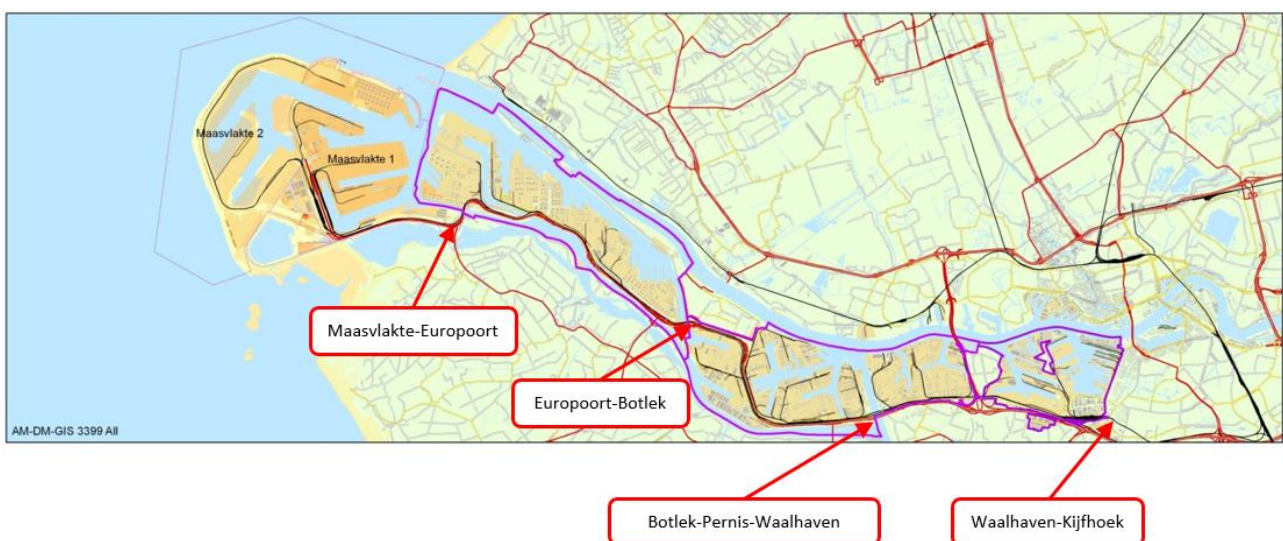 Maasvlakte 2
Maasvlakte 1
Maasvlakte-Europoort
Europoort-Botlek
AM-DM-GIS 3399 All
Botlek-Pernis-Waalhaven
Waalhaven-Kijfhoek